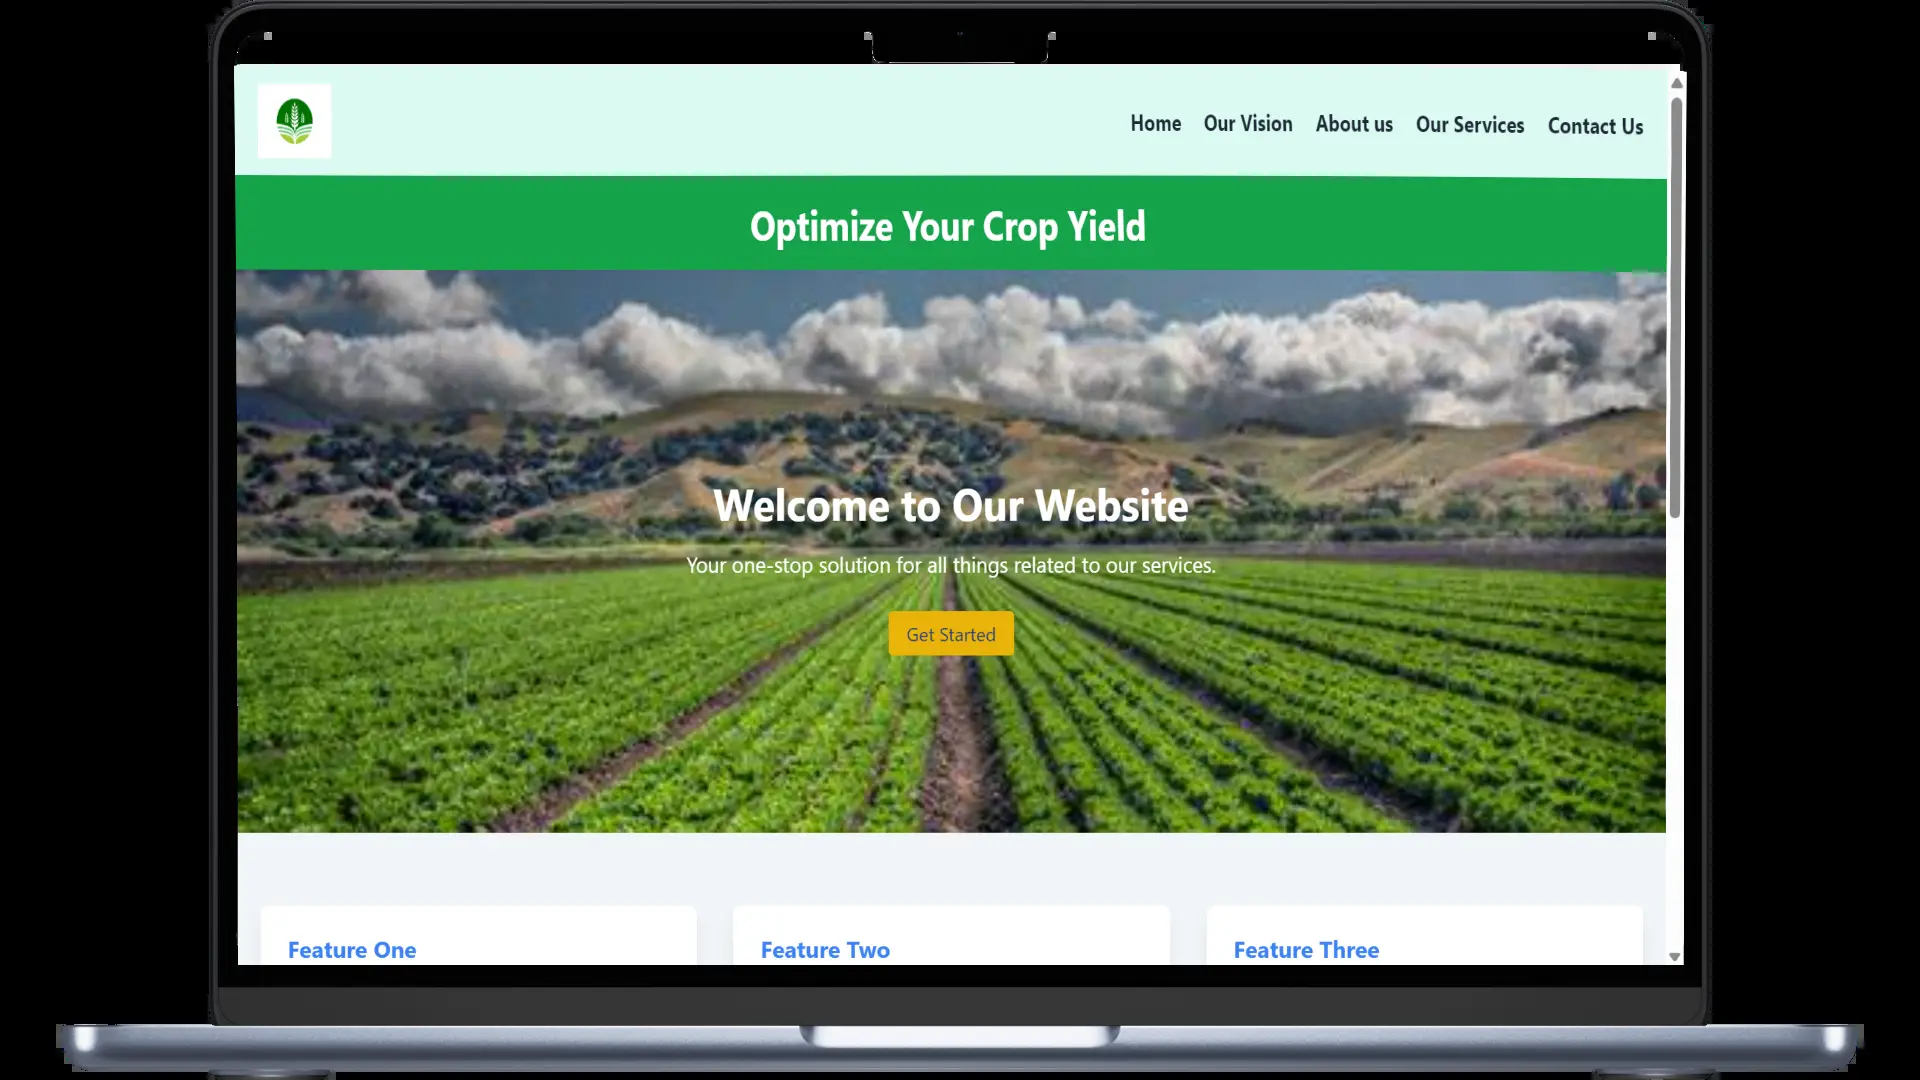 Home Our Vision About us Our Services Contact Us
Optimize Your Crop Yield
Welcome to Our Website
Your one-stop solution for all things related to our services.
Get Started
Feature One Feature Two Feature Three